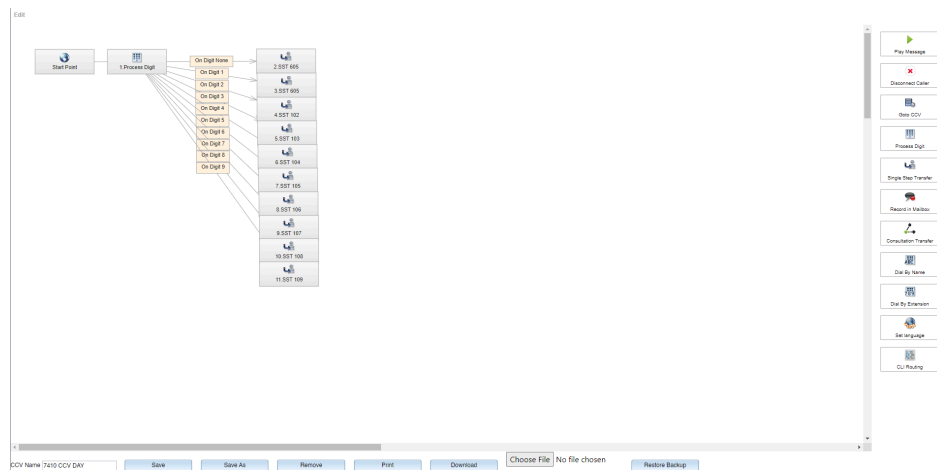 Edit
Start Point
1.Process Digit
On Digit None
On Digit 1
On Digit 2
On Digit 3
On Digit 4
On Digit 5
On Digit 6
On Digit 7
On Digit 8
On Digit 9
2.SST 605
3.SST 605
4.SST 102
5.SST 103
6.SST 104
7.SST 105
8.SST 106
9.SST 107
10.SST 108
11.SST 109
Play Message
Disconnect Caller
Goto CCV
Process Digit
Single Step Transfer
Record in Mailbox
Consultation Transfer
Dial By Name
Dial By Extension
Set language
CLI Routing
CCV Name 7410 CCV DAY Save Save As Remove Print Download Choose File No file chosen Restore Backup